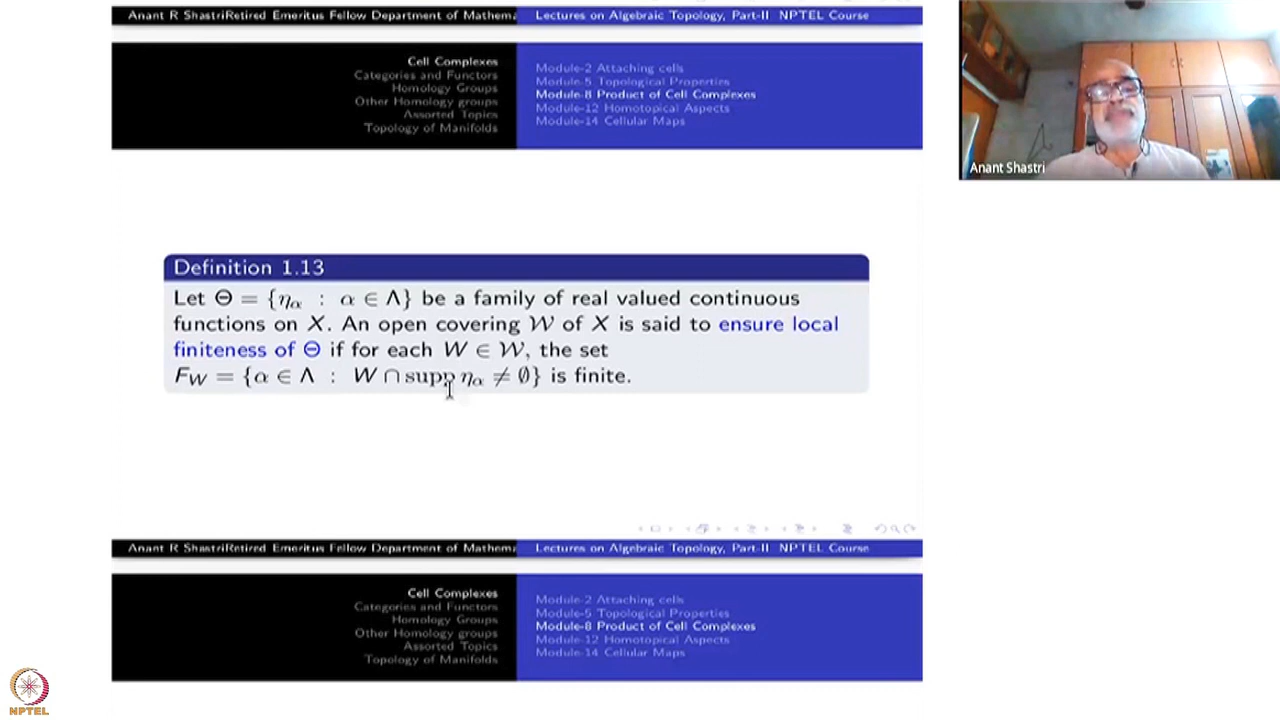 Anant R ShastriRetired Emeritus Fellow Department of Mathema Lectures on Algebraic Topology, Part-II NPTEL Course
Cell Complexes
Categories and Functors
Homology Groups
Other Homology groups
Assorted Topics
Topology of Manifolds
Module-2 Attaching cells
Module-5 Topological Properties
Module-8 Product of Cell Complexes
Module-12 Homotopical Aspects
Module-14 Cellular Maps
Anant Shastri
Definition 1.13
Let Θ = {η_α : α ∈ Λ} be a family of real valued continuous
functions on X. An open covering 𝒲 of X is said to ensure local
finiteness of Θ if for each W ∈ 𝒲, the set
F_W = {α ∈ Λ : W ∩ supp η_α ≠ ∅} is finite.
Anant R ShastriRetired Emeritus Fellow Department of Mathema Lectures on Algebraic Topology, Part-II NPTEL Course
Cell Complexes
Categories and Functors
Homology Groups
Other Homology groups
Assorted Topics
Topology of Manifolds
Module-2 Attaching cells
Module-5 Topological Properties
Module-8 Product of Cell Complexes
Module-12 Homotopical Aspects
Module-14 Cellular Maps
NPTEL